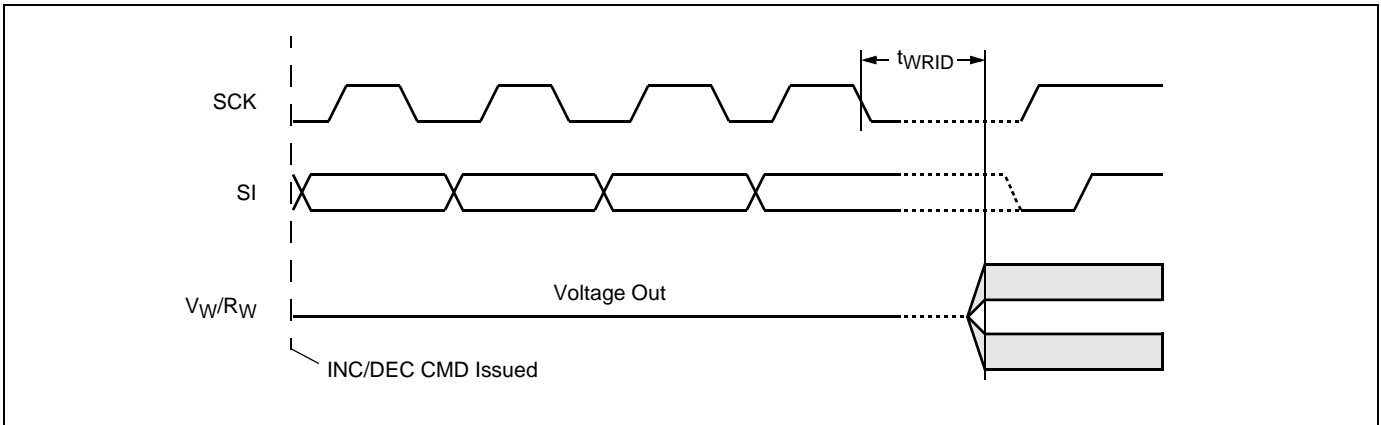 tWRID
SCK
SI
Voltage Out
VW/RW
INC/DEC CMD Issued